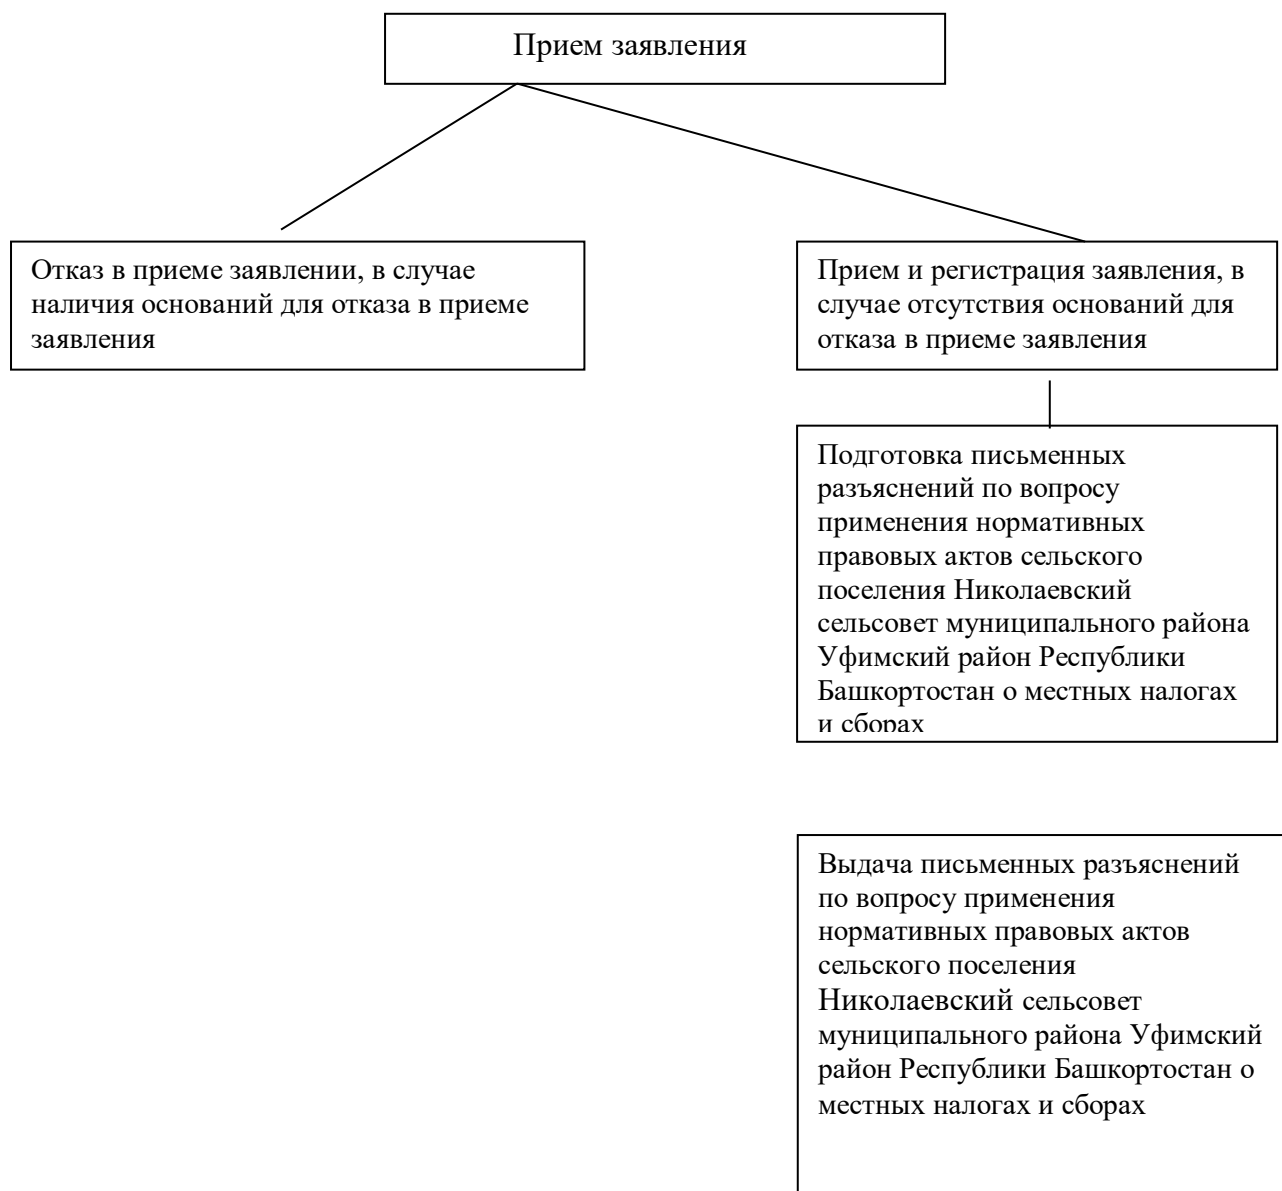 Прием заявления
Отказ в приеме заявлении, в случае
наличия оснований для отказа в приеме
заявления
Прием и регистрация заявления, в
случае отсутствия оснований для
отказа в приеме заявления
Подготовка письменных
разъяснений по вопросу
применения нормативных
правовых актов сельского
поселения Николаевский
сельсовет муниципального района
Уфимский район Республики
Башкортостан о местных налогах
и сборах
Выдача письменных разъяснений
по вопросу применения
нормативных правовых актов
сельского поселения
Николаевский сельсовет
муниципального района Уфимский
район Республики Башкортостан о
местных налогах и сборах